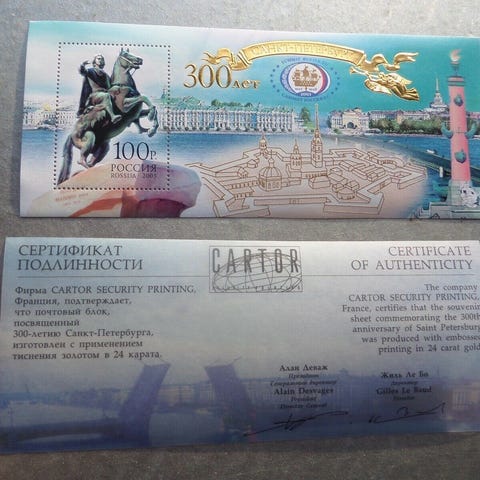 САНКТ-ПЕТЕРБУРГ
300 ЛЕТ
100р
РОССИЯ
ROSSIJA 2003
СЕРТИФИКАТ
ПОДЛИННОСТИ
Фирма CARTOR SECURITY PRINTING,
Франция, подтверждает,
что почтовый блок,
посвященный
300-летию Санкт-Петербурга,
изготовлен с применением
тиснения золотом в 24 карата.
CARTOR
CERTIFICATE
OF AUTHENTICITY
The company
CARTOR SECURITY PRINTING,
France, certifies that the souvenir
sheet commemorating the 300th
anniversary of Saint Petersburg
was produced with embossed
printing in 24 carat gold
Алан Деваж
Президент
Генеральный директор
Alain Desvages
President
Director General
Жиль Ле Бо
Директор
Gilles Le Baud
Director